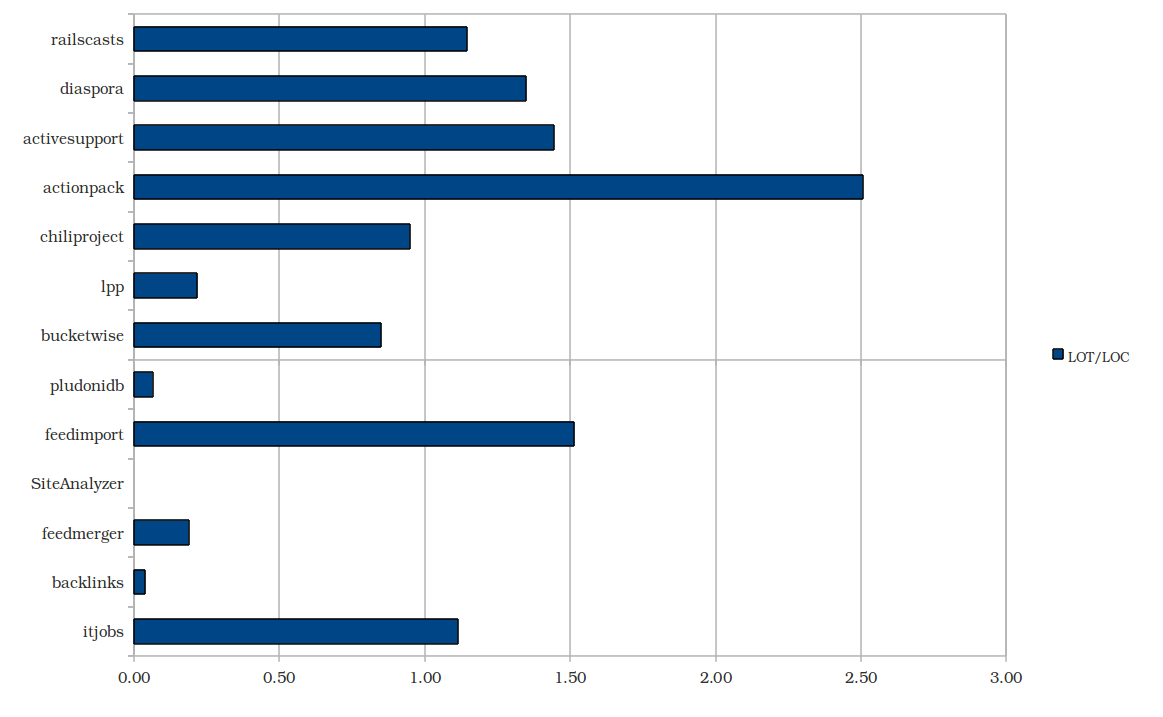 railscasts
diaspora
activesupport
actionpack
chiliproject
lpp
bucketwise
pludonidb
feedimport
SiteAnalyzer
feedmerger
backlinks
itjobs
0.00 0.50 1.00 1.50 2.00 2.50 3.00
LOT/LOC